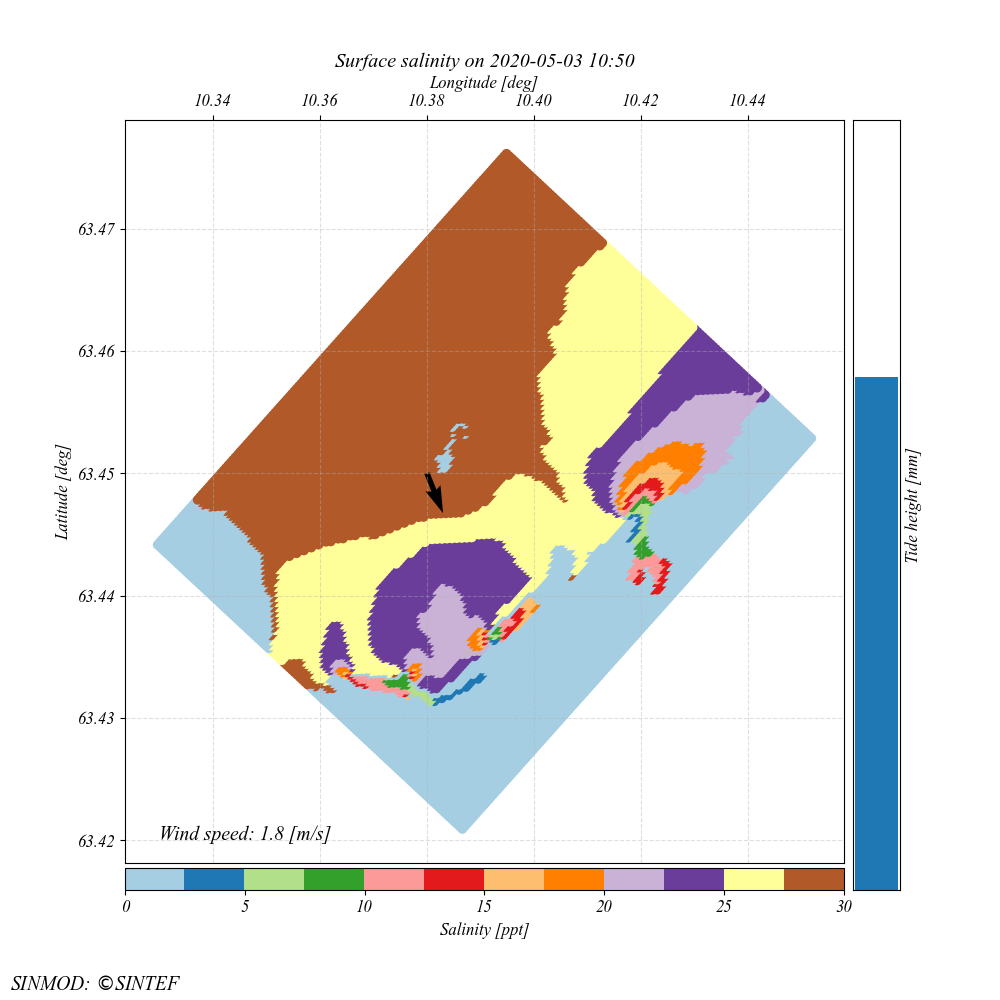 Surface salinity on 2020-05-03 10:50
Longitude [deg]
10.34 10.36 10.38 10.40 10.42 10.44
63.47
63.46
63.45
63.44
63.43
63.42
Latitude [deg]
Tide height [mm]
Wind speed: 1.8 [m/s]
0 5 10 15 20 25 30
Salinity [ppt]
SINMOD: ©SINTEF